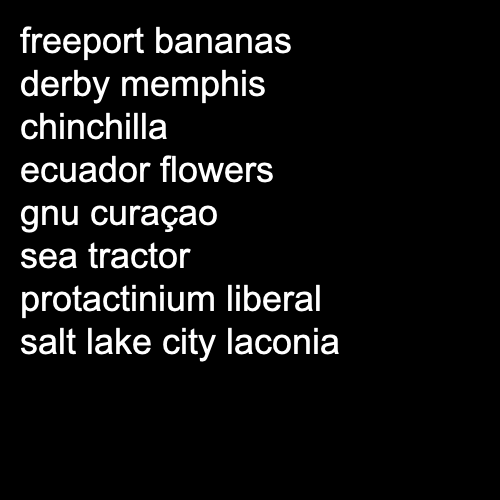 freeport bananas
derby memphis
chinchilla
ecuador flowers
gnu curaçao
sea tractor
protactinium liberal
salt lake city laconia